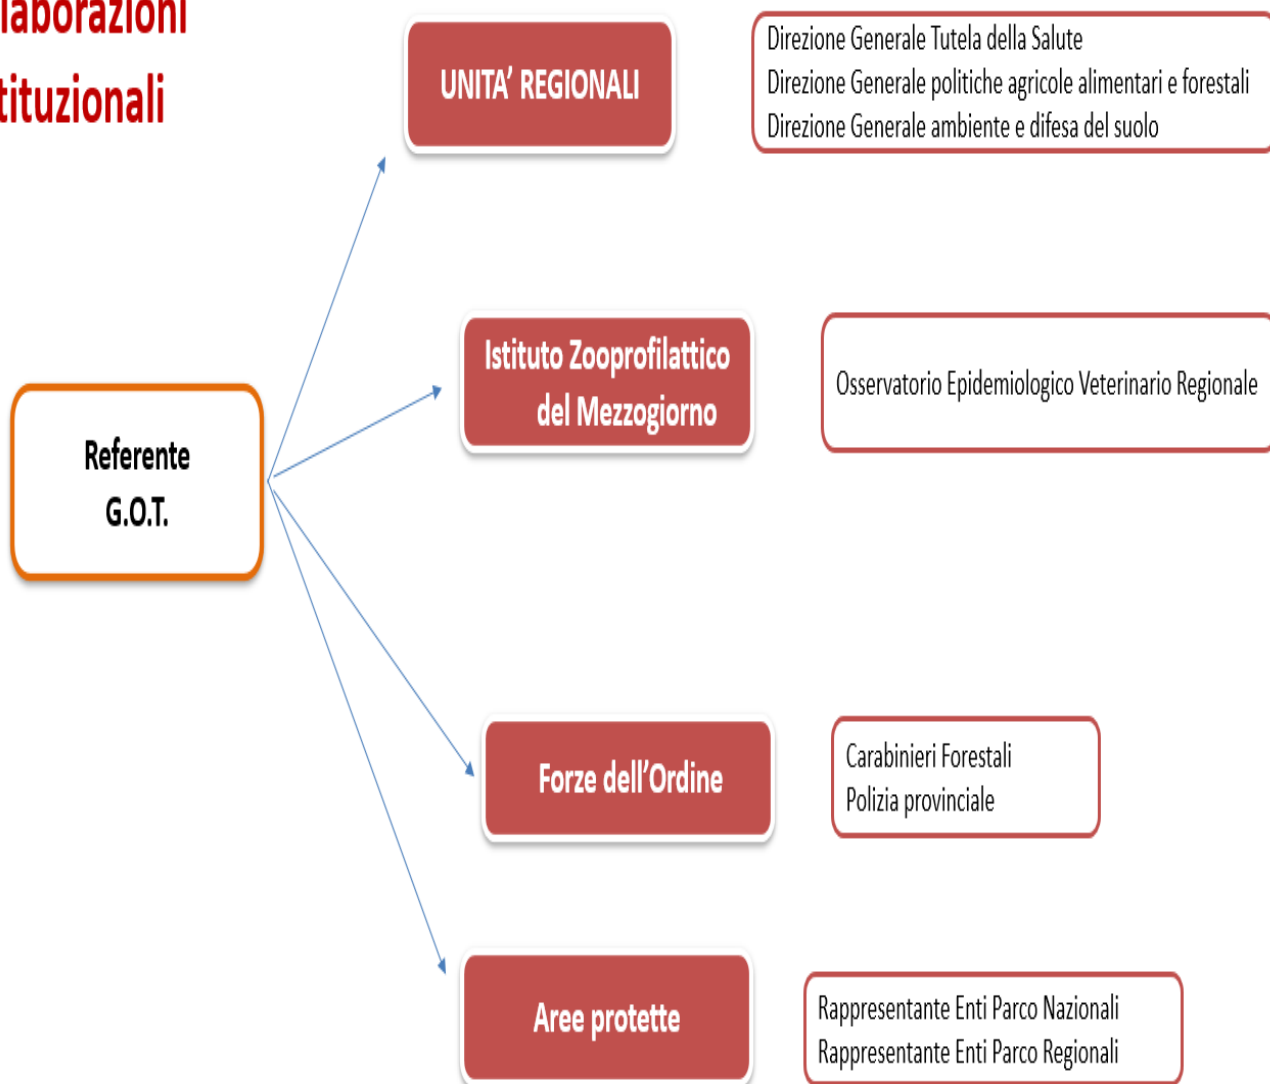 laborazioni
tituzionali
UNITA’ REGIONALI
Direzione Generale Tutela della Salute
Direzione Generale politiche agricole alimentari e forestali
Direzione Generale ambiente e difesa del suolo
Istituto Zooprofilattico
del Mezzogiorno
Osservatorio Epidemiologico Veterinario Regionale
Referente
G.O.T.
Forze dell’Ordine
Carabinieri Forestali
Polizia provinciale
Aree protette
Rappresentante Enti Parco Nazionali
Rappresentante Enti Parco Regionali